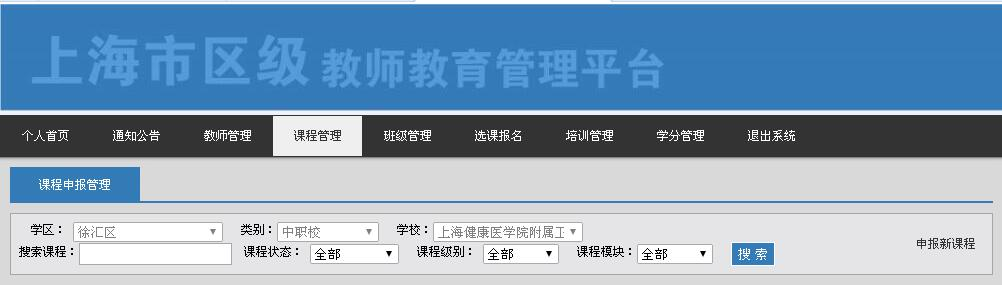 上海市区级 教师教育管理平台
个人首页 通知公告 教师管理 课程管理 班级管理 选课报名 培训管理 学分管理 退出系统
课程申报管理
学区： 徐汇区 类别： 中职校 学校： 上海健康医学院附属卫
搜索课程： 课程状态： 全部 课程级别： 全部 课程模块： 全部 搜 索 申报新课程